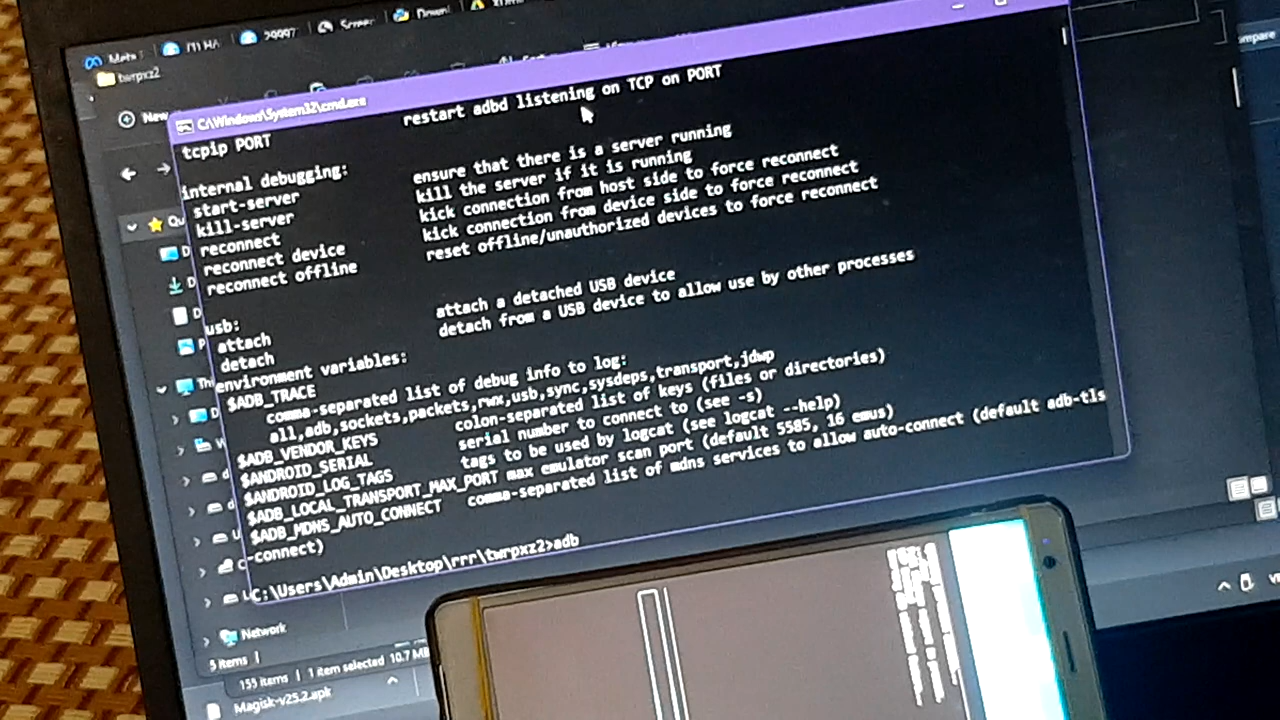 Meta
29997
Screen
Down
twrpxz2
New
C:\Windows\System32\cmd.exe
tcpip PORT restart adbd listening on TCP on PORT
internal debugging:
start-server ensure that there is a server running
kill-server kill the server if it is running
reconnect kick connection from host side to force reconnect
reconnect device kick connection from device side to force reconnect
reconnect offline reset offline/unauthorized devices to force reconnect
usb:
attach attach a detached USB device
detach detach from a USB device to allow use by other processes
environment variables:
$ADB_TRACE
comma-separated list of debug info to log:
all,adb,sockets,packets,rwx,usb,sync,sysdeps,transport,jdwp
$ADB_VENDOR_KEYS colon-separated list of keys (files or directories)
$ANDROID_SERIAL serial number to connect to (see -s)
$ANDROID_LOG_TAGS tags to be used by logcat (see logcat --help)
$ADB_LOCAL_TRANSPORT_MAX_PORT max emulator scan port (default 5585, 16 emus)
$ADB_MDNS_AUTO_CONNECT comma-separated list of mdns services to allow auto-connect (default adb-tls
-connect)
C:\Users\Admin\Desktop\rrr\twrpxz2>adb
Network
5 items
155 items 1 item selected 10.7 MB
Magisk-v25.2.apk